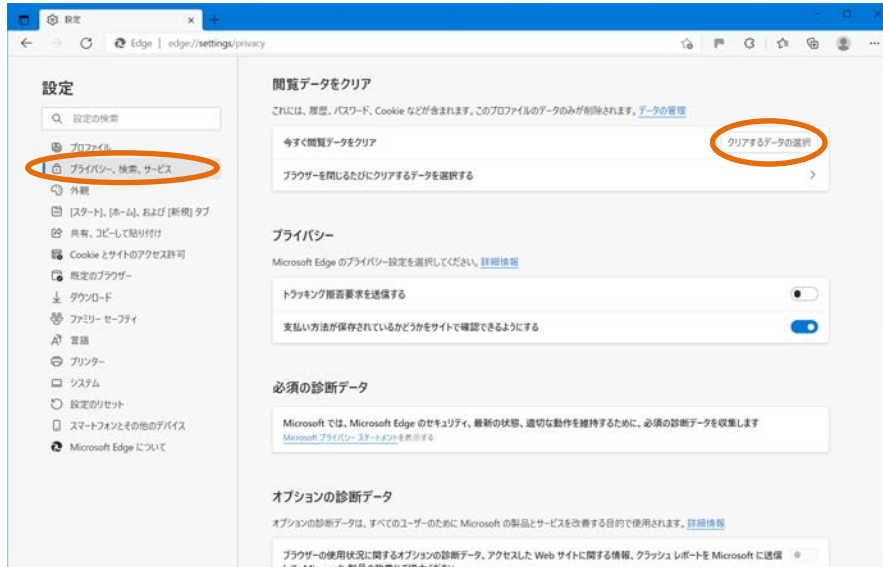 設定
Edge | edge://settings/privacy
設定
設定の検索
プロファイル
プライバシー、検索、サービス
外観
[スタート]、[ホーム]、および [新規] タブ
共有、コピーして貼り付け
Cookie とサイトのアクセス許可
既定のブラウザー
ダウンロード
ファミリー セーフティ
言語
プリンター
システム
設定のリセット
スマートフォンとその他のデバイス
Microsoft Edge について
閲覧データをクリア
これには、履歴、パスワード、Cookie などが含まれます。このプロファイルのデータのみが削除されます。データの管理
今すぐ閲覧データをクリア
クリアするデータの選択
ブラウザーを閉じるたびにクリアするデータを選択する
プライバシー
Microsoft Edge のプライバシー設定を選択してください。詳細情報
トラッキング拒否要求を送信する
支払い方法が保存されているかどうかをサイトで確認できるようにする
必須の診断データ
Microsoft では、Microsoft Edge のセキュリティ、最新の状態、適切な動作を維持するために、必須の診断データを収集します
Microsoft プライバシー ステートメントを表示する
オプションの診断データ
オプションの診断データは、すべてのユーザーのために Microsoft の製品とサービスを改善する目的で使用されます。詳細情報
ブラウザーの使用状況に関するオプションの診断データ、アクセスした Web サイトに関する情報、クラッシュ レポートを Microsoft に送信